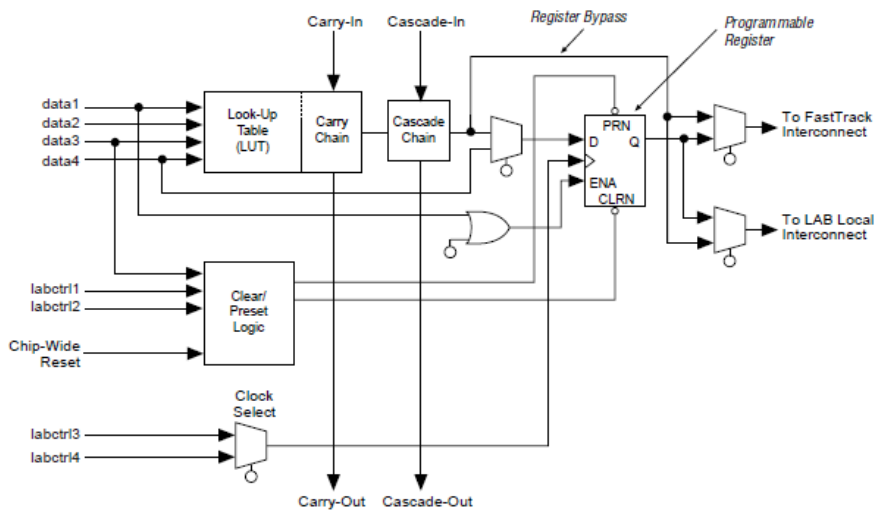 Register Bypass
Programmable
Register
Carry-In
Cascade-In
data1
data2
data3
data4
Look-Up
Table
(LUT)
Carry
Chain
Cascade
Chain
PRN
D
Q
ENA
CLRN
To FastTrack
Interconnect
To LAB Local
Interconnect
labctrl1
labctrl2
Clear/
Preset
Logic
Chip-Wide
Reset
Clock
Select
labctrl3
labctrl4
Carry-Out
Cascade-Out